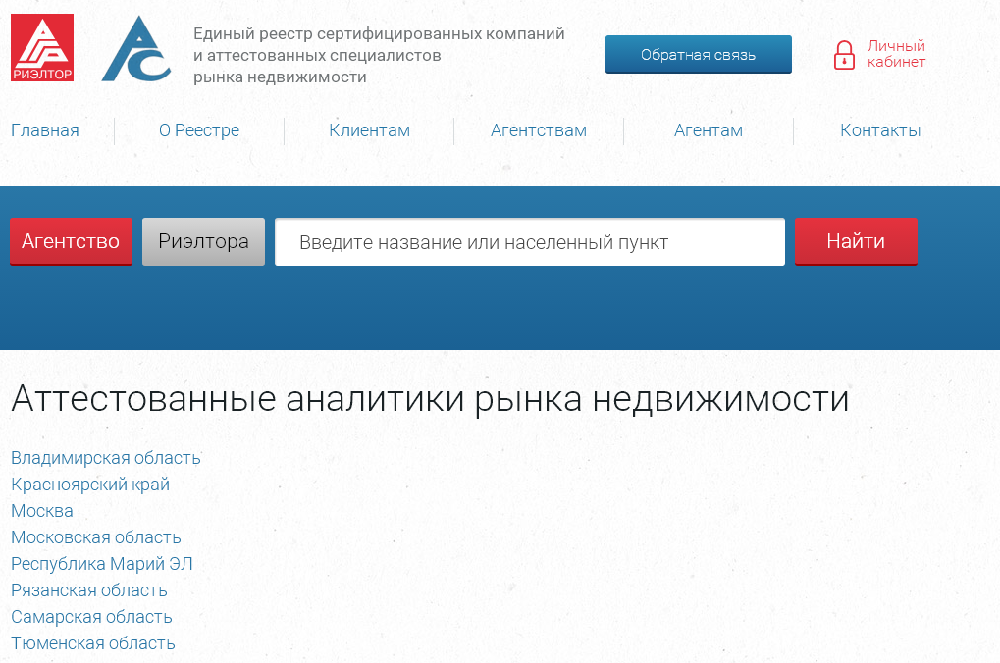 РИЭЛТОР
Единый реестр сертифицированных компаний
и аттестованных специалистов
рынка недвижимости
Обратная связь
Личный
кабинет
Главная
О Реестре
Клиентам
Агентствам
Агентам
Контакты
Агентство
Риэлтора
Введите название или населенный пункт
Найти
Аттестованные аналитики рынка недвижимости
Владимирская область
Красноярский край
Москва
Московская область
Республика Марий ЭЛ
Рязанская область
Самарская область
Тюменская область